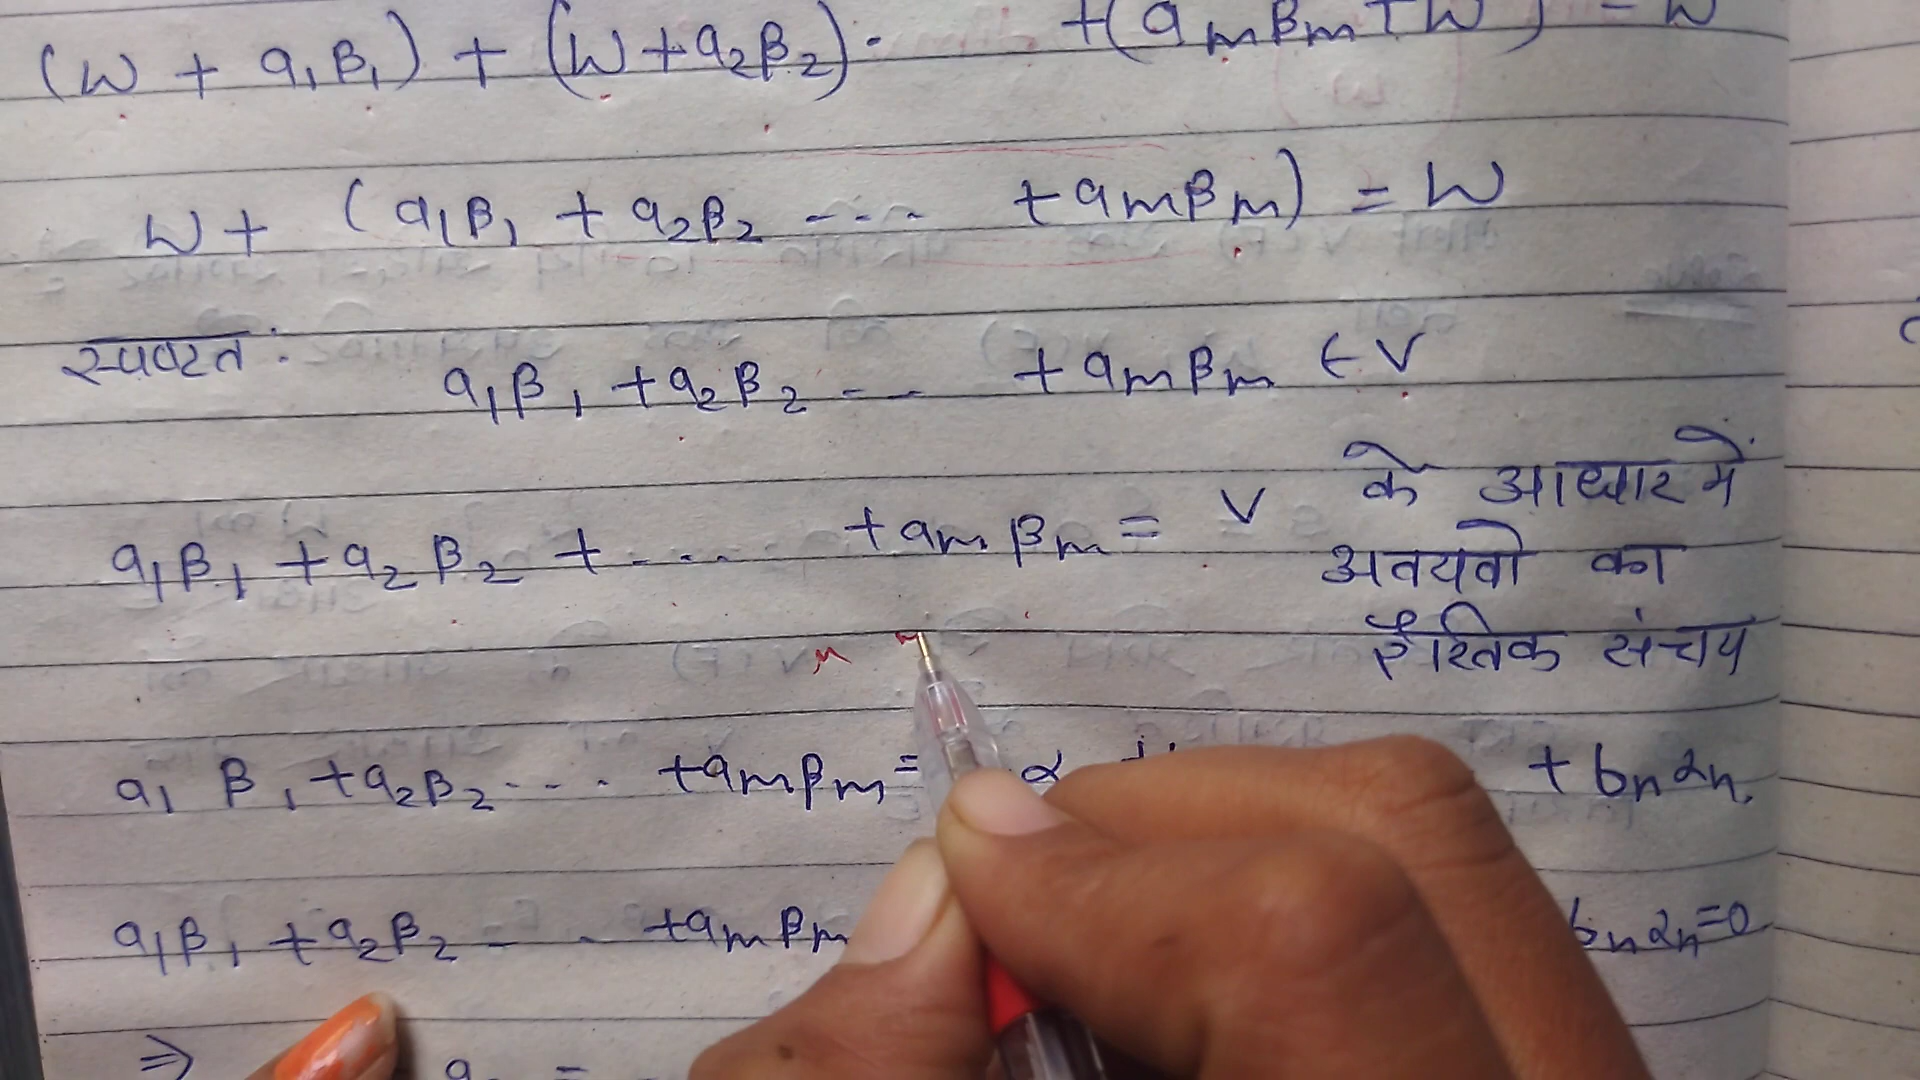 (W + a₁β₁) + (W + a₂β₂). +(aₘβₘ + W) = W
W + (a₁β₁ + a₂β₂ ---- + aₘβₘ) = W
स्पष्टत :
a₁β₁ + a₂β₂ -- -- + aₘβₘ ∈ V
a₁β₁ + a₂β₂ + - ... + aₘβₘ = V के आधार में
अवयवो का
रैखिक संचय
a₁β₁ + a₂β₂ - - - . + aₘβₘ = α + bₙαₙ.
a₁β₁ + a₂β₂ - - + aₘβₘ bₙαₙ = 0
⇒ a =